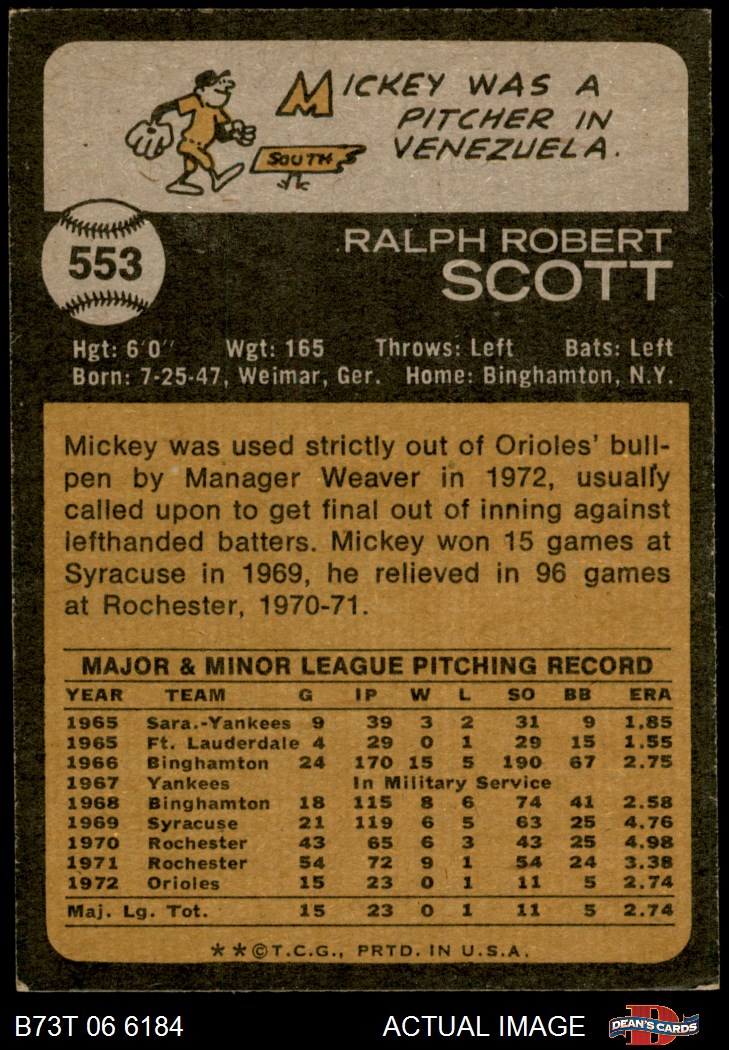 MICKEY WAS A
PITCHER IN
VENEZUELA.
SOUTH
553
RALPH ROBERT
SCOTT
Hgt: 6'0" Wgt: 165 Throws: Left Bats: Left
Born: 7-25-47, Weimar, Ger. Home: Binghamton, N.Y.
Mickey was used strictly out of Orioles' bull-
pen by Manager Weaver in 1972, usually
called upon to get final out of inning against
lefthanded batters. Mickey won 15 games at
Syracuse in 1969, he relieved in 96 games
at Rochester, 1970-71.
MAJOR & MINOR LEAGUE PITCHING RECORD
YEAR TEAM G IP W L SO BB ERA
1965 Sara.-Yankees 9 39 3 2 31 9 1.85
1965 Ft. Lauderdale 4 29 0 1 29 15 1.55
1966 Binghamton 24 170 15 5 190 67 2.75
1967 Yankees In Military Service
1968 Binghamton 18 115 8 6 74 41 2.58
1969 Syracuse 21 119 6 5 63 25 4.76
1970 Rochester 43 65 6 3 43 25 4.98
1971 Rochester 54 72 9 1 54 24 3.38
1972 Orioles 15 23 0 1 11 5 2.74
Maj. Lg. Tot. 15 23 0 1 11 5 2.74
**©T.C.G., PRTD. IN U.S.A.
B73T 06 6184 ACTUAL IMAGE D DEAN'S CARDS